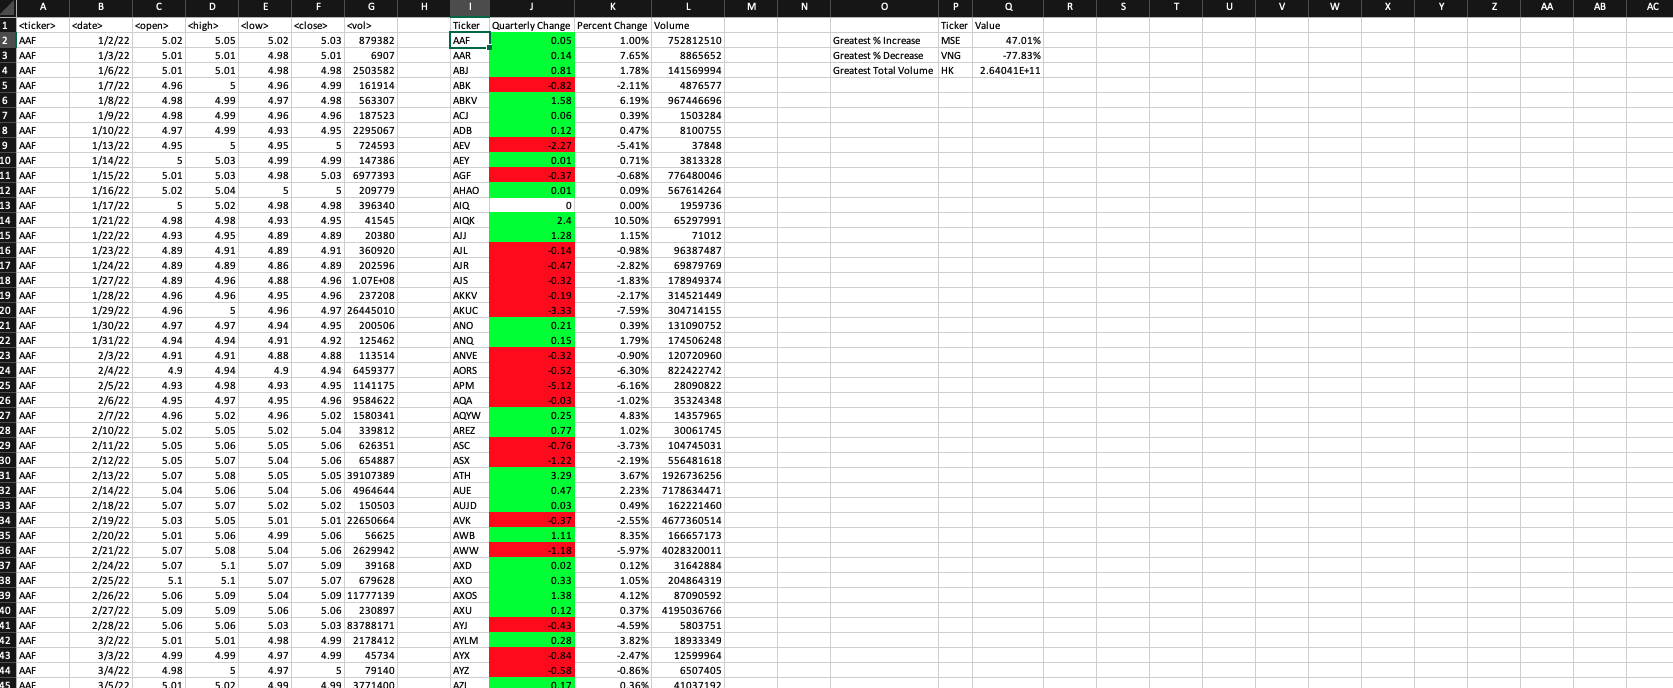 A B C D E F G H I J K L M N O P Q R S T U V W X Y Z AA AB AC
1 <ticker> <date> <open> <high> <low> <close> <vol> Ticker Quarterly Change Percent Change Volume Ticker Value
2 AAF 1/2/22 5.02 5.05 5.02 5.03 879382 AAF 0.05 1.00% 752812510 Greatest % Increase MSE 47.01%
3 AAF 1/3/22 5.01 5.01 4.98 5.01 6907 AAR 0.14 7.65% 8865652 Greatest % Decrease VNG -77.83%
4 AAF 1/6/22 5.01 5.01 4.98 4.98 2503582 ABJ 0.81 1.78% 141569994 Greatest Total Volume HK 2.64041E+11
5 AAF 1/7/22 4.96 5 4.96 4.99 161914 ABK -0.82 -2.11% 4876577
6 AAF 1/8/22 4.98 4.99 4.97 4.98 563307 ABKV 1.58 6.19% 967446696
7 AAF 1/9/22 4.98 4.99 4.96 4.96 187523 ACJ 0.06 0.39% 1503284
8 AAF 1/10/22 4.97 4.99 4.93 4.95 2295067 ADB 0.12 0.47% 8100755
9 AAF 1/13/22 4.95 5 4.95 5 724593 AEV -2.27 -5.41% 37848
10 AAF 1/14/22 5 5.03 4.99 4.99 147386 AEY 0.01 0.71% 3813328
11 AAF 1/15/22 5.01 5.03 4.98 5.03 6977393 AGF -0.37 -0.68% 776480046
12 AAF 1/16/22 5.02 5.04 5 5 209779 AHAO 0.01 0.09% 567614264
13 AAF 1/17/22 5 5.02 4.98 4.98 396340 AIQ 0 0.00% 1959736
14 AAF 1/21/22 4.98 4.98 4.93 4.95 41545 AIQK 2.4 10.50% 65297991
15 AAF 1/22/22 4.93 4.95 4.89 4.89 20380 AJJ 1.28 1.15% 71012
16 AAF 1/23/22 4.89 4.91 4.89 4.91 360920 AJL -0.14 -0.98% 96387487
17 AAF 1/24/22 4.89 4.89 4.86 4.89 202596 AJR -0.47 -2.82% 69879769
18 AAF 1/27/22 4.89 4.96 4.88 4.96 1.07E+08 AJS -0.32 -1.83% 178949374
19 AAF 1/28/22 4.96 4.96 4.95 4.96 237208 AKKV -0.19 -2.17% 314521449
20 AAF 1/29/22 4.96 5 4.96 4.97 26445010 AKUC -3.33 -7.59% 304714155
21 AAF 1/30/22 4.97 4.97 4.94 4.95 200506 ANO 0.21 0.39% 131090752
22 AAF 1/31/22 4.94 4.94 4.91 4.92 125462 ANQ 0.15 1.79% 174506248
23 AAF 2/3/22 4.91 4.91 4.88 4.88 113514 ANVE -0.32 -0.90% 120720960
24 AAF 2/4/22 4.9 4.94 4.9 4.94 6459377 AORS -0.52 -6.30% 822422742
25 AAF 2/5/22 4.93 4.98 4.93 4.95 1141175 APM -5.12 -6.16% 28090822
26 AAF 2/6/22 4.95 4.97 4.95 4.96 9584622 AQA -0.03 -1.02% 35324348
27 AAF 2/7/22 4.96 5.02 4.96 5.02 1580341 AQYW 0.25 4.83% 14357965
28 AAF 2/10/22 5.02 5.05 5.02 5.04 339812 AREZ 0.77 1.02% 30061745
29 AAF 2/11/22 5.05 5.06 5.05 5.06 626351 ASC -0.76 -3.73% 104745031
30 AAF 2/12/22 5.05 5.07 5.04 5.06 654887 ASX -1.22 -2.19% 556481618
31 AAF 2/13/22 5.07 5.08 5.05 5.05 39107389 ATH 3.29 3.67% 1926736256
32 AAF 2/14/22 5.04 5.06 5.04 5.06 4964644 AUE 0.47 2.23% 7178634471
33 AAF 2/18/22 5.07 5.07 5.02 5.02 150503 AUJD 0.03 0.49% 162221460
34 AAF 2/19/22 5.03 5.05 5.01 5.01 22650664 AVK -0.37 -2.55% 4677360514
35 AAF 2/20/22 5.01 5.06 4.99 5.06 56625 AWB 1.11 8.35% 166657173
36 AAF 2/21/22 5.07 5.08 5.04 5.06 2629942 AWW -1.18 -5.97% 4028320011
37 AAF 2/24/22 5.07 5.1 5.07 5.09 39168 AXD 0.02 0.12% 31642884
38 AAF 2/25/22 5.1 5.1 5.07 5.07 679628 AXO 0.33 1.05% 204864319
39 AAF 2/26/22 5.06 5.09 5.04 5.09 11777139 AXOS 1.38 4.12% 87090592
40 AAF 2/27/22 5.09 5.09 5.06 5.06 230897 AXU 0.12 0.37% 4195036766
41 AAF 2/28/22 5.06 5.06 5.03 5.03 83788171 AYJ -0.43 -4.59% 5803751
42 AAF 3/2/22 5.01 5.01 4.98 4.99 2178412 AYLM 0.28 3.82% 18933349
43 AAF 3/3/22 4.99 4.99 4.97 4.99 45734 AYX -0.84 -2.47% 12599964
44 AAF 3/4/22 4.98 5 4.97 5 79140 AYZ -0.58 -0.86% 6507405
45 AAF 3/5/22 5.01 5.02 4.99 4.99 3771400 AZL 0.17 0.36% 41037192